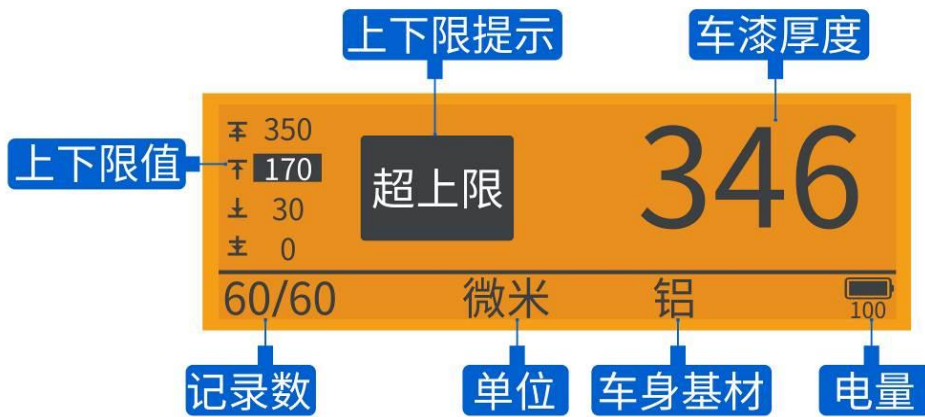 上下限提示
车漆厚度
上下限值
350
170
30
0
超上限
346
60/60
微米
铝
100
记录数
单位
车身基材
电量